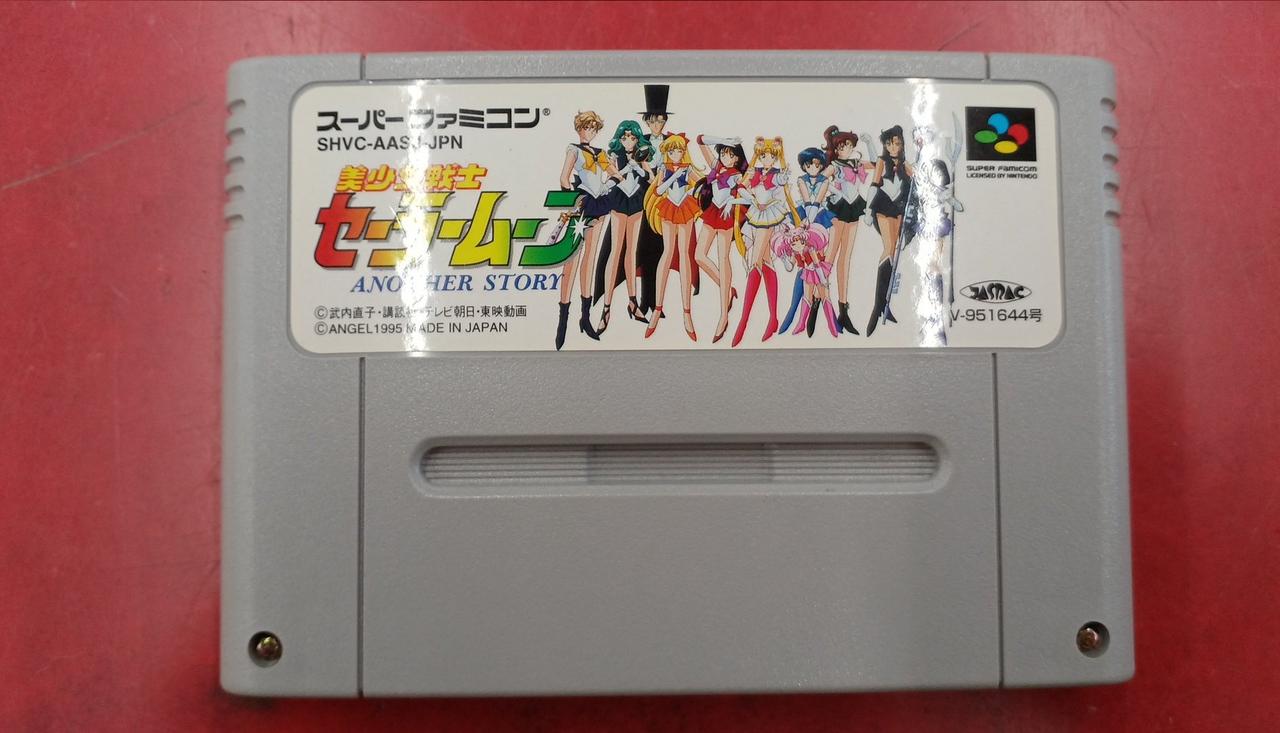 スーパーファミコン®
SHVC-AASJ-JPN
美少女戦士
セーラームーン
ANOTHER STORY
©武内直子・講談社・テレビ朝日・東映動画
©ANGEL1995 MADE IN JAPAN
SUPER FAMICOM
LICENSED BY NINTENDO
JASRAC
V-951644号